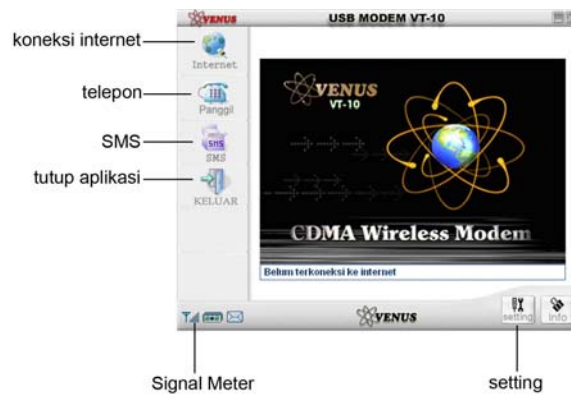 VENUS
USB MODEM VT-10
koneksi internet
Internet
telepon
Panggil
SMS
SMS
SMS
tutup aplikasi
KELUAR
VENUS
VT-10
CDMA Wireless Modem
Belum terkoneksi ke internet
VENUS
setting
Info
Signal Meter
setting